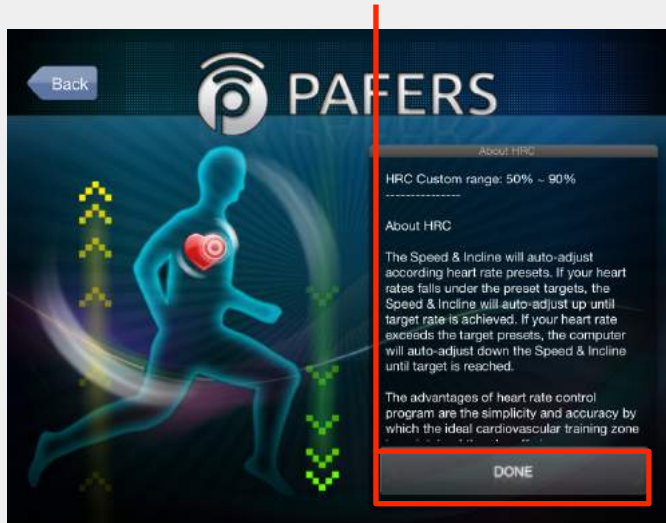 Back
PAFERS
About HRC
HRC Custom range: 50% ~ 90%
---------------
About HRC
The Speed & Incline will auto-adjust
according heart rate presets. If your heart
rates falls under the preset targets, the
Speed & Incline will auto-adjust up until
target rate is achieved. If your heart rate
exceeds the target presets, the computer
will auto-adjust down the Speed & Incline
until target is reached.
The advantages of heart rate control
program are the simplicity and accuracy by
which the ideal cardiovascular training zone
DONE